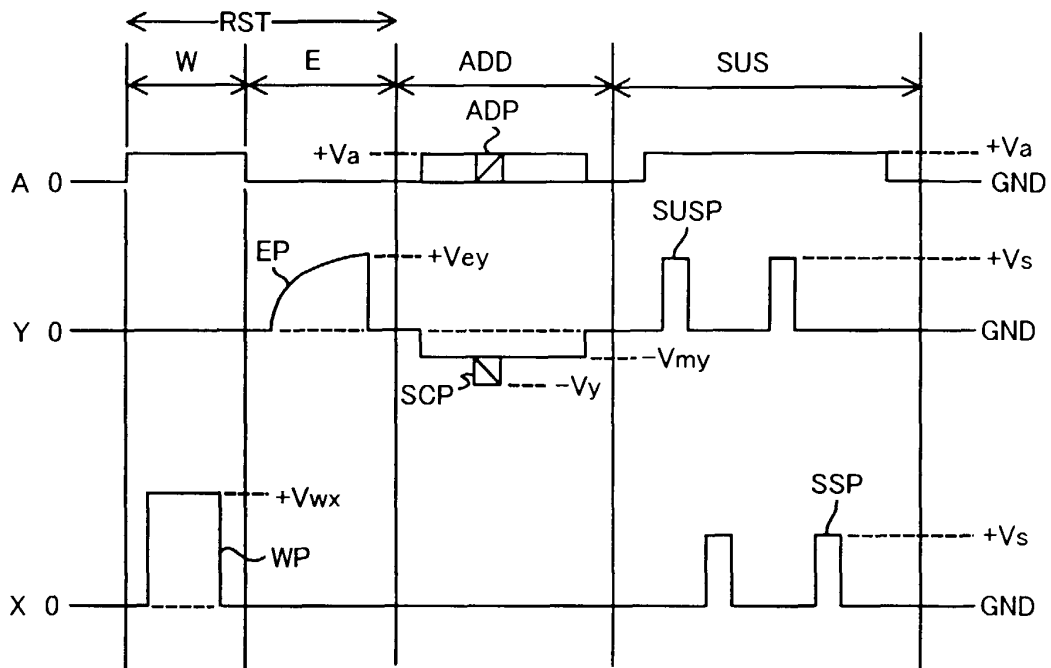 RST
W E ADD SUS
ADP
+Va +Va
A 0 GND
SUSP
EP +Vey +Vs
Y 0 GND
-Vmy
SCP -Vy
SSP
+Vwx
+Vs
WP
X 0 GND